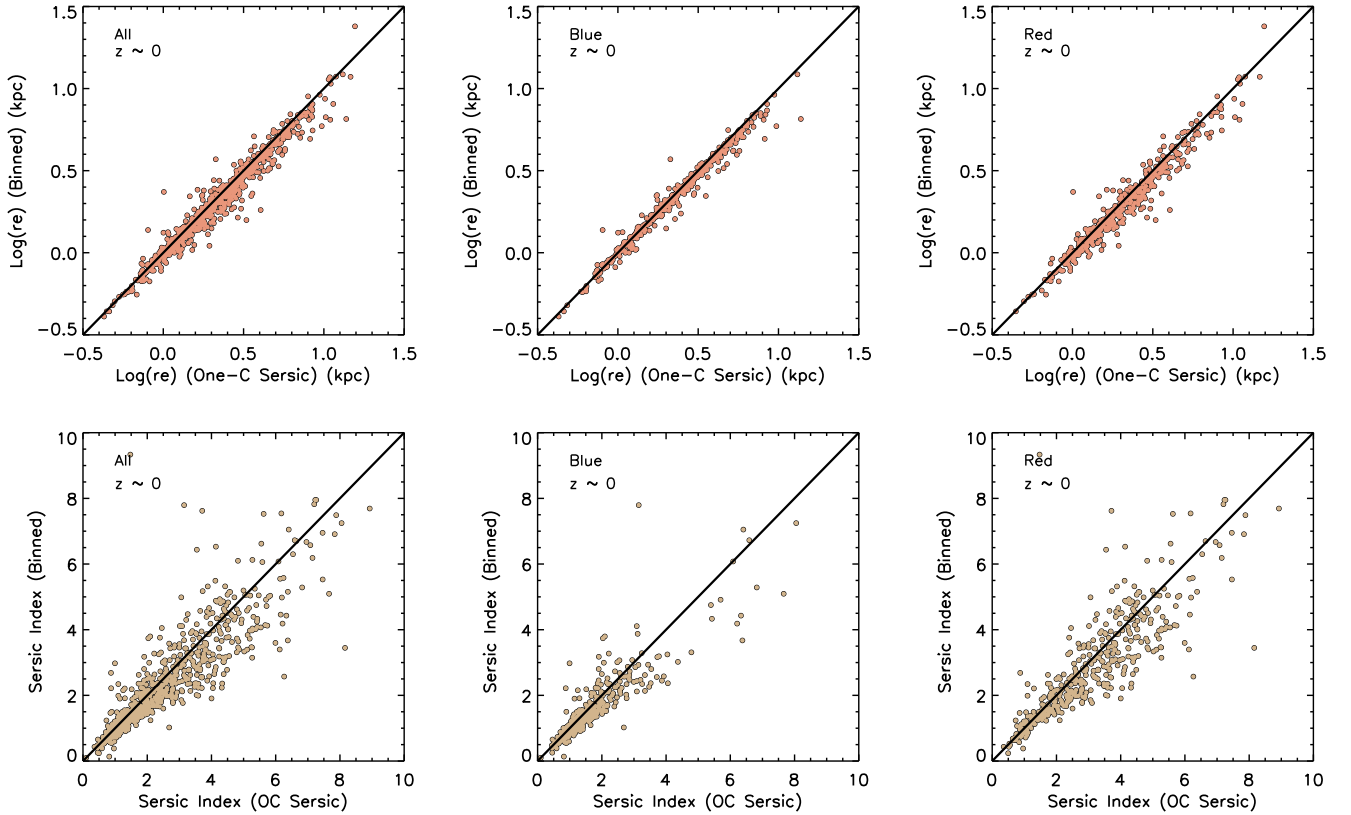 All
z ~ 0
Log(re) (Binned) (kpc)
1.5
1.0
0.5
0.0
−0.5
−0.5 0.0 0.5 1.0 1.5
Log(re) (One−C Sersic) (kpc)
Blue
z ~ 0
Log(re) (Binned) (kpc)
1.5
1.0
0.5
0.0
−0.5
−0.5 0.0 0.5 1.0 1.5
Log(re) (One−C Sersic) (kpc)
Red
z ~ 0
Log(re) (Binned) (kpc)
1.5
1.0
0.5
0.0
−0.5
−0.5 0.0 0.5 1.0 1.5
Log(re) (One−C Sersic) (kpc)
All
z ~ 0
Sersic Index (Binned)
10
8
6
4
2
0
0 2 4 6 8 10
Sersic Index (OC Sersic)
Blue
z ~ 0
Sersic Index (Binned)
10
8
6
4
2
0
0 2 4 6 8 10
Sersic Index (OC Sersic)
Red
z ~ 0
Sersic Index (Binned)
10
8
6
4
2
0
0 2 4 6 8 10
Sersic Index (OC Sersic)